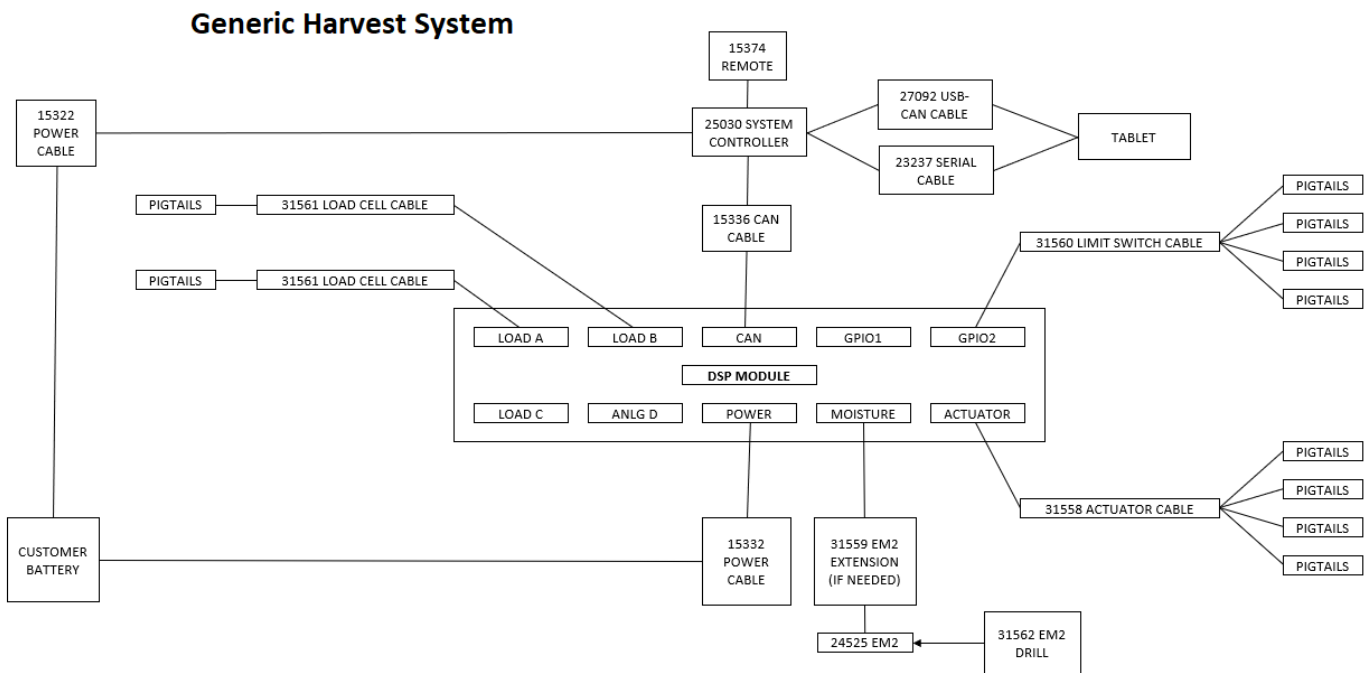 Generic Harvest System
15374
REMOTE
15322
POWER
CABLE
25030 SYSTEM
CONTROLLER
27092 USB-
CAN CABLE
23237 SERIAL
CABLE
TABLET
PIGTAILS
31561 LOAD CELL CABLE
15336 CAN
CABLE
PIGTAILS
31561 LOAD CELL CABLE
31560 LIMIT SWITCH CABLE
PIGTAILS
PIGTAILS
PIGTAILS
PIGTAILS
LOAD A
LOAD B
CAN
GPIO1
GPIO2
DSP MODULE
LOAD C
ANLG D
POWER
MOISTURE
ACTUATOR
31558 ACTUATOR CABLE
PIGTAILS
PIGTAILS
PIGTAILS
PIGTAILS
CUSTOMER
BATTERY
15332
POWER
CABLE
31559 EM2
EXTENSION
(IF NEEDED)
24525 EM2
31562 EM2
DRILL